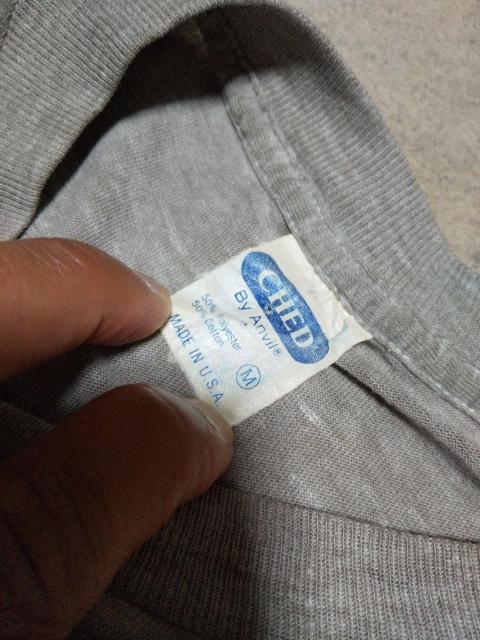 CHED
By Anvil®
50% Polyester
50% Cotton
M
MADE IN U.S.A.